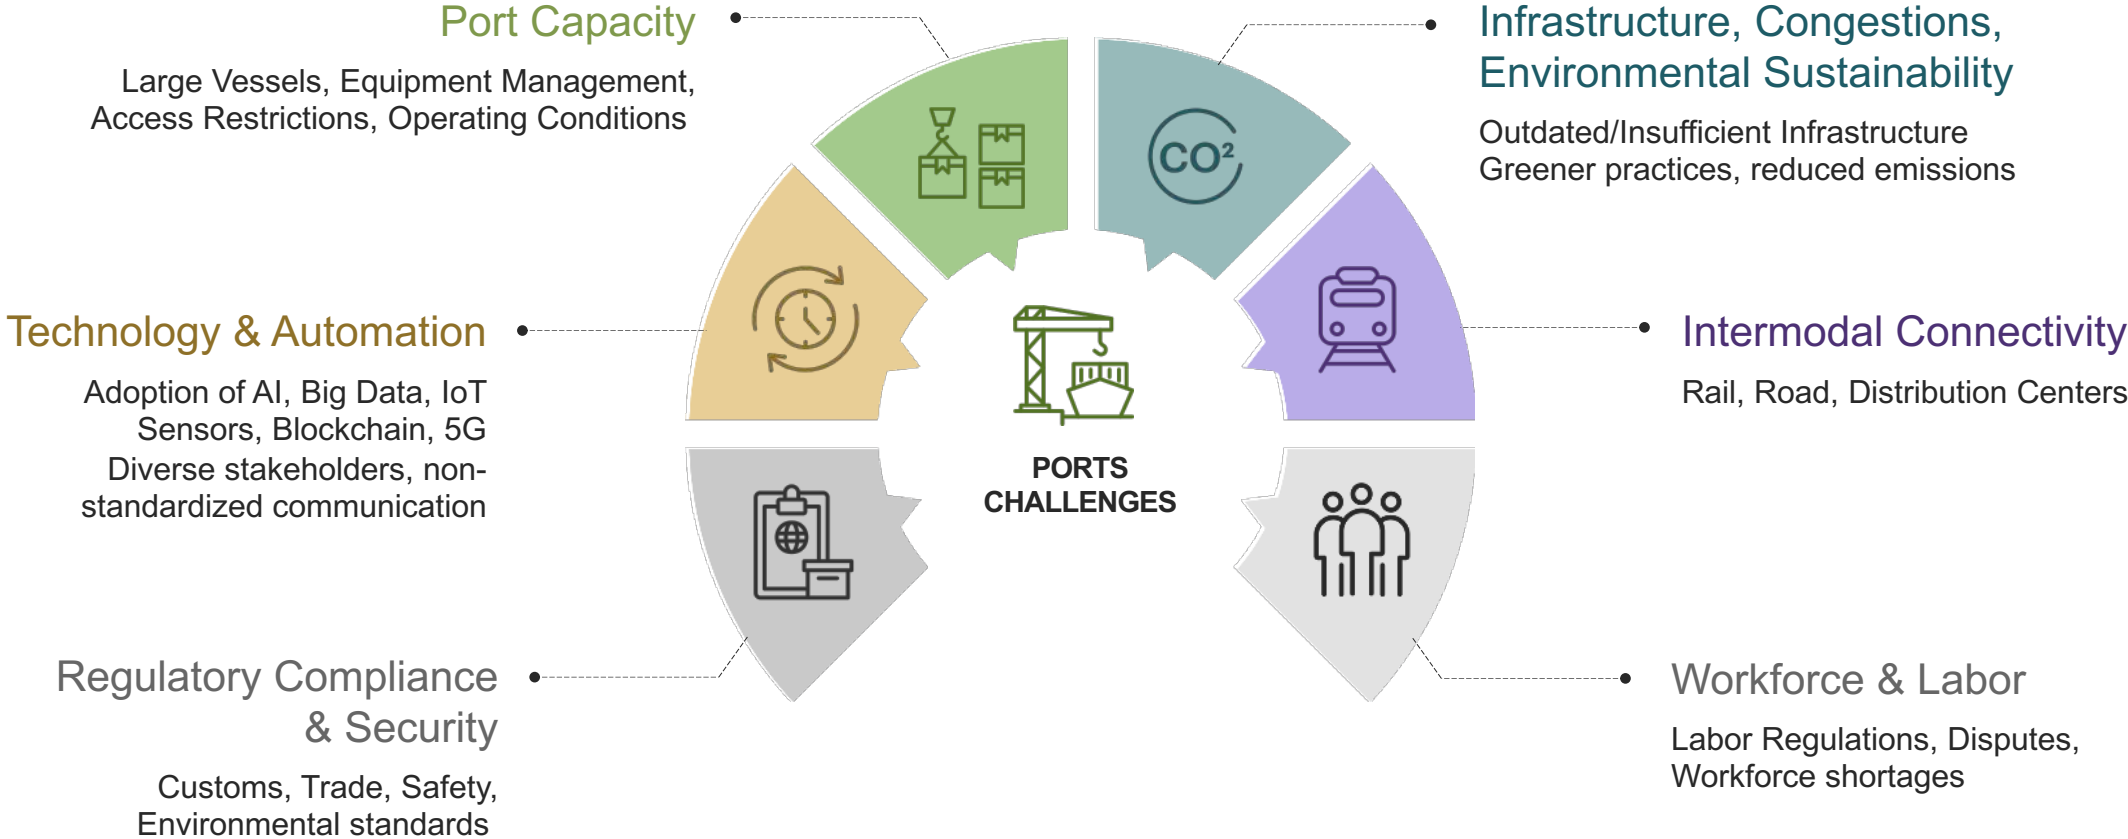 Port Capacity
Large Vessels, Equipment Management,
Access Restrictions, Operating Conditions
Infrastructure, Congestions,
Environmental Sustainability
Outdated/Insufficient Infrastructure
Greener practices, reduced emissions
CO²
Technology & Automation
Adoption of AI, Big Data, IoT
Sensors, Blockchain, 5G
Diverse stakeholders, non-
standardized communication
Intermodal Connectivity
Rail, Road, Distribution Centers
PORTS
CHALLENGES
Regulatory Compliance
& Security
Customs, Trade, Safety,
Environmental standards
Workforce & Labor
Labor Regulations, Disputes,
Workforce shortages